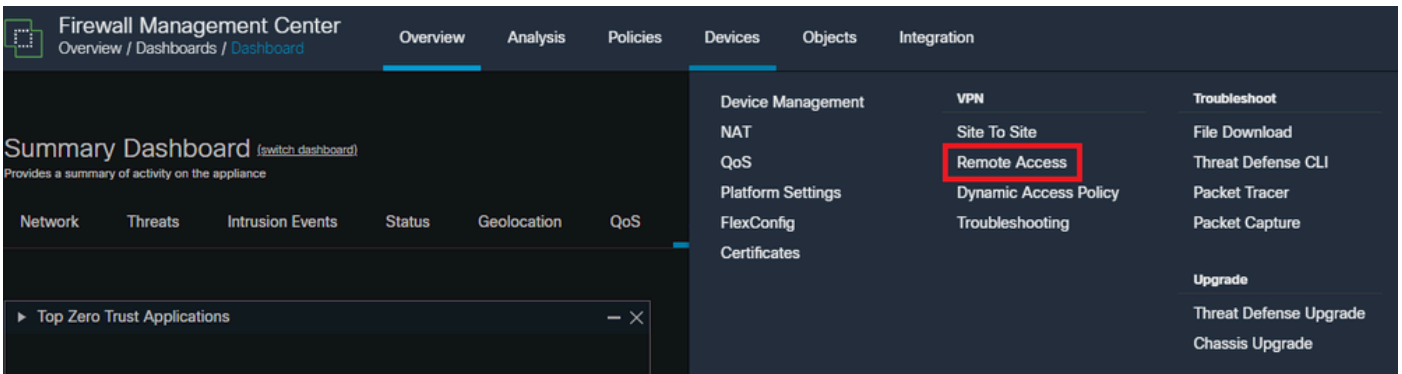 Firewall Management Center
Overview / Dashboards / Dashboard
Overview
Analysis
Policies
Devices
Objects
Integration
Summary Dashboard (switch dashboard)
Provides a summary of activity on the appliance
Network
Threats
Intrusion Events
Status
Geolocation
QoS
Top Zero Trust Applications
Device Management
NAT
QoS
Platform Settings
FlexConfig
Certificates
VPN
Site To Site
Remote Access
Dynamic Access Policy
Troubleshooting
Troubleshoot
File Download
Threat Defense CLI
Packet Tracer
Packet Capture
Upgrade
Threat Defense Upgrade
Chassis Upgrade